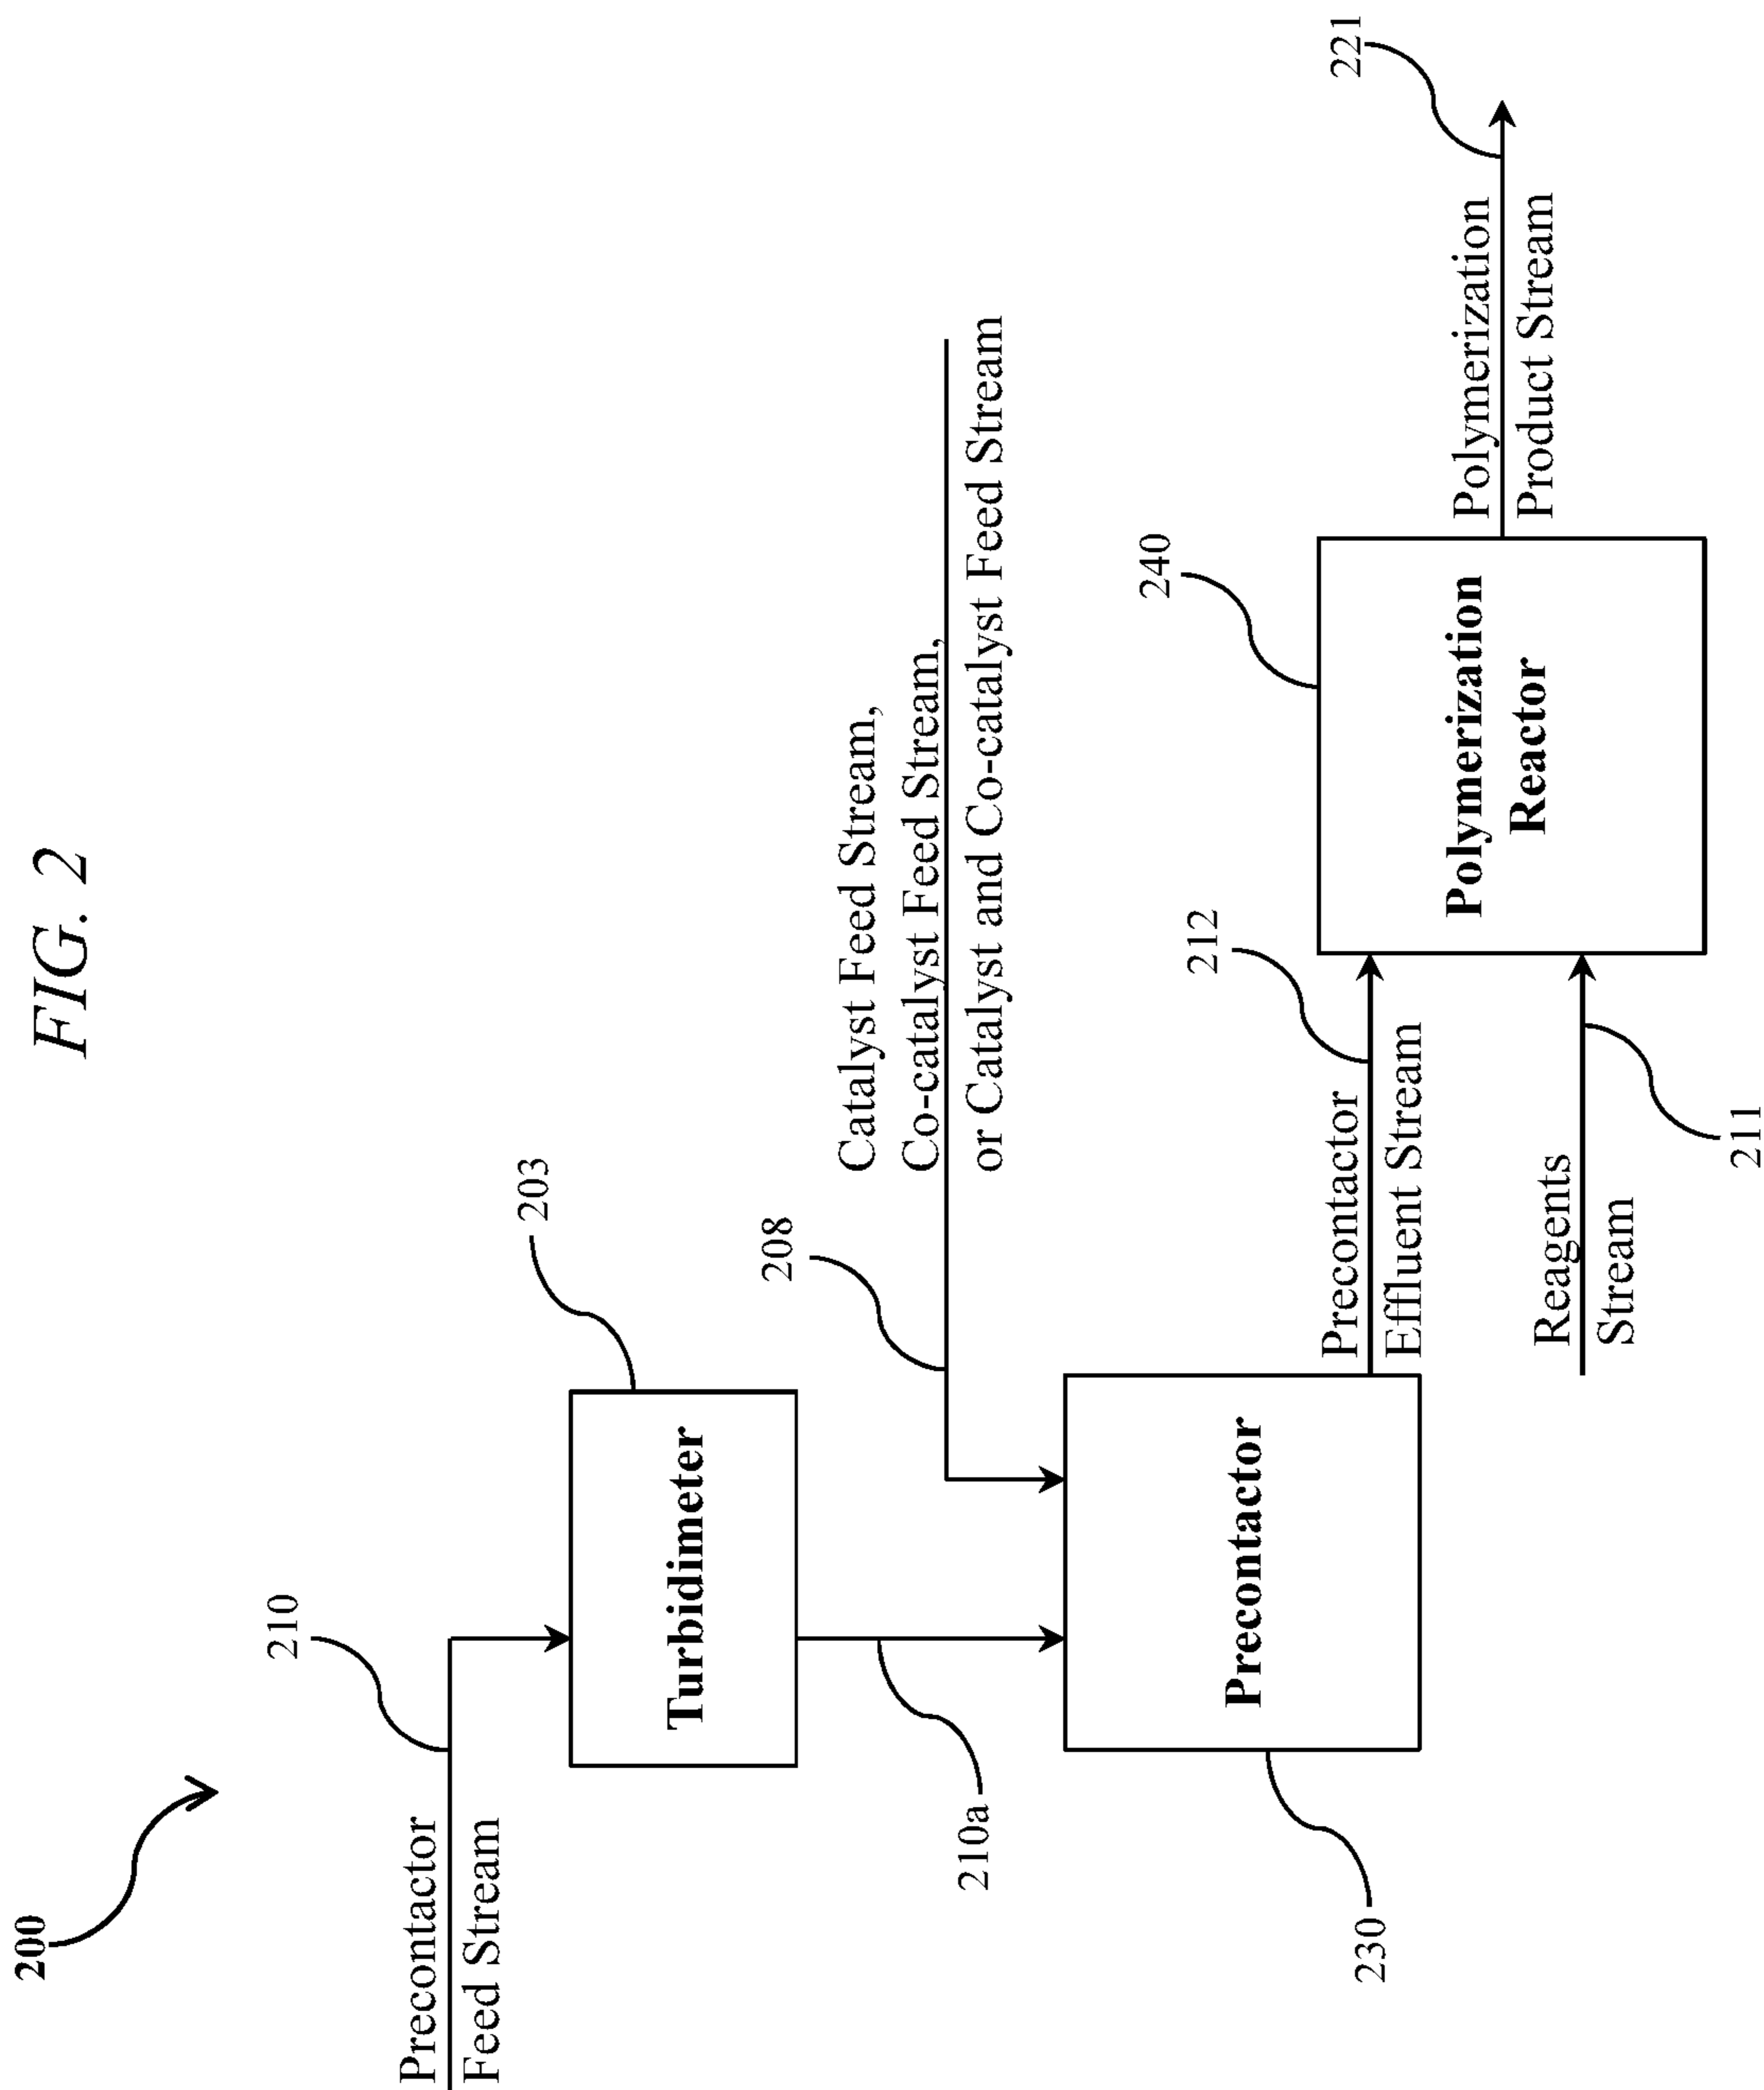 FIG. 2
200
Precontactor
Feed Stream
210
Turbidimeter
203
210a
208
Catalyst Feed Stream,
Co-catalyst Feed Stream,
or Catalyst and Co-catalyst Feed Stream
Precontactor
230
Precontactor
Effluent Stream
212
Reagents
Stream
211
Polymerization
Reactor
240
Polymerization
Product Stream
221